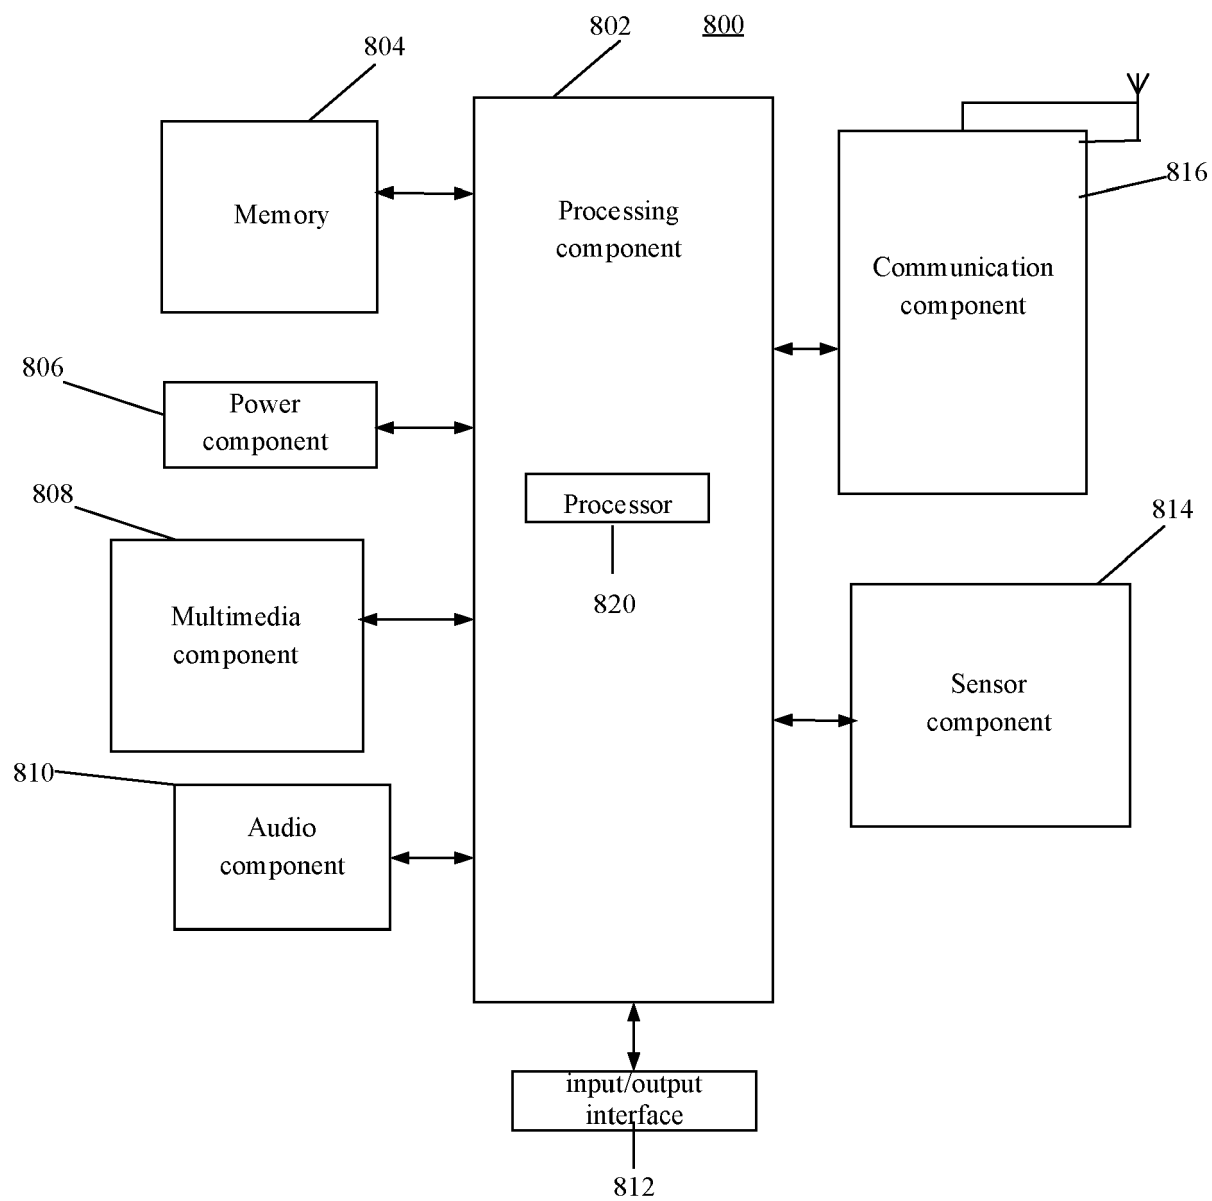 800
802
804
Memory
Processing
component
816
Communication
component
806
Power
component
808
Processor
820
814
Multimedia
component
Sensor
component
810
Audio
component
input/output
interface
812